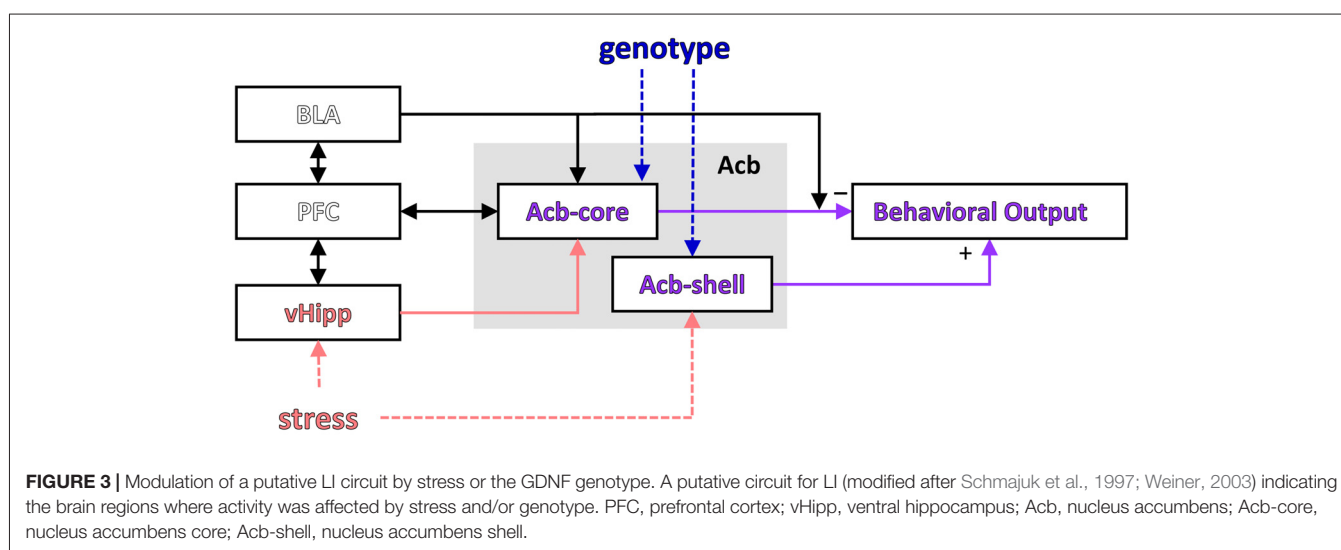 genotype
BLA
Acb
PFC
Acb-core
−
Behavioral Output
+
Acb-shell
vHipp
stress
FIGURE 3 | Modulation of a putative LI circuit by stress or the GDNF genotype. A putative circuit for LI (modified after Schmajuk et al., 1997; Weiner, 2003) indicating
the brain regions where activity was affected by stress and/or genotype. PFC, prefrontal cortex; vHipp, ventral hippocampus; Acb, nucleus accumbens; Acb-core,
nucleus accumbens core; Acb-shell, nucleus accumbens shell.